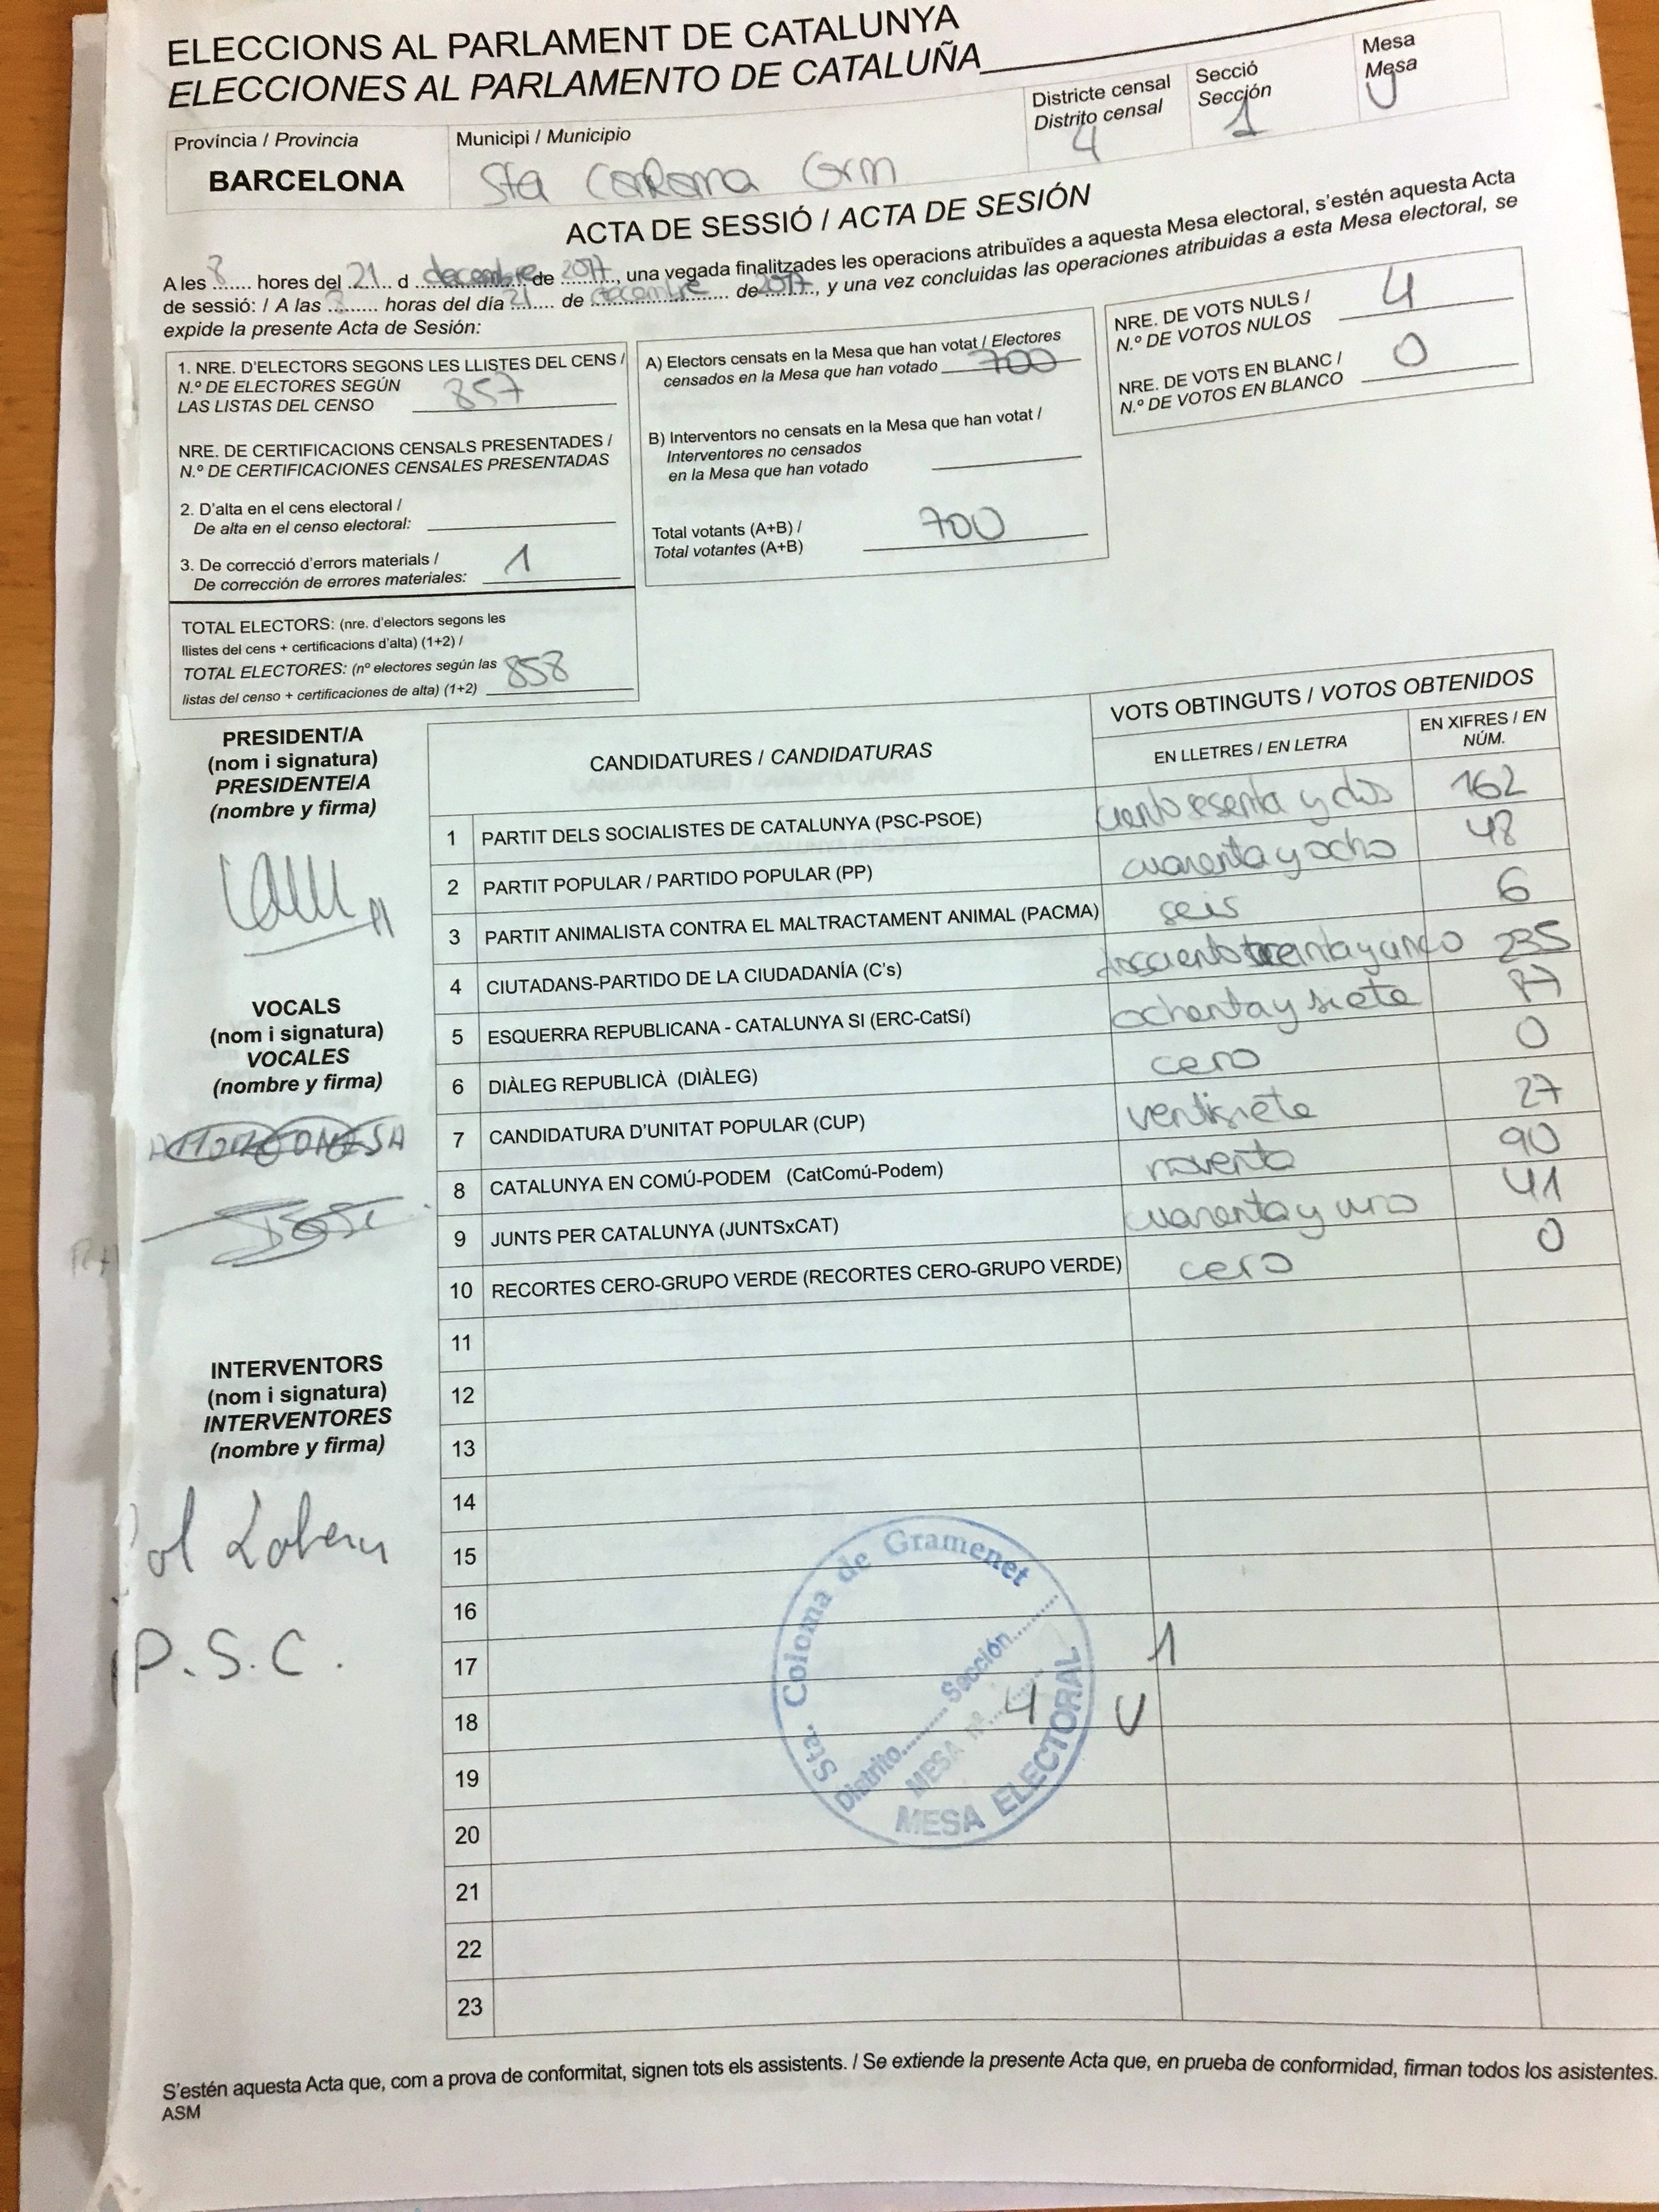 ELECCIONS AL PARLAMENT DE CATALUNYA
ELECCIONES AL PARLAMENTO DE CATALUÑA
Província / Provincia
BARCELONA
Municipi / Municipio
Sta Coloma Grm
Districte censal
Distrito censal
4
Secció
Sección
1
Mesa
Mesa
U
ACTA DE SESSIÓ / ACTA DE SESIÓN
A les 8 hores del 21 d decembre de 2017, una vegada finalitzades les operacions atribuïdes a aquesta Mesa electoral, s'estén aquesta Acta
de sessió: / A las 8 horas del día 21 de decembre de 2017, y una vez concluidas las operaciones atribuidas a esta Mesa electoral, se
expide la presente Acta de Sesión:
1. NRE. D'ELECTORS SEGONS LES LLISTES DEL CENS /
N.º DE ELECTORES SEGÚN
LAS LISTAS DEL CENSO 857
NRE. DE CERTIFICACIONS CENSALS PRESENTADES /
N.º DE CERTIFICACIONES CENSALES PRESENTADAS
2. D'alta en el cens electoral /
De alta en el censo electoral:
3. De correcció d'errors materials /
De corrección de errores materiales: 1
TOTAL ELECTORS: (nre. d'electors segons les
llistes del cens + certificacions d'alta) (1+2) /
TOTAL ELECTORES: (nº electores según las
listas del censo + certificaciones de alta) (1+2) 858
A) Electors censats en la Mesa que han votat / Electores
censados en la Mesa que han votado 700
B) Interventors no censats en la Mesa que han votat /
Interventores no censados
en la Mesa que han votado
Total votants (A+B) /
Total votantes (A+B) 700
NRE. DE VOTS NULS /
N.º DE VOTOS NULOS 4
NRE. DE VOTS EN BLANC /
N.º DE VOTOS EN BLANCO 0
PRESIDENT/A
(nom i signatura)
PRESIDENTE/A
(nombre y firma)
VOCALS
(nom i signatura)
VOCALES
(nombre y firma)
INTERVENTORS
(nom i signatura)
INTERVENTORES
(nombre y firma)
P.S.C.
CANDIDATURES / CANDIDATURAS
VOTS OBTINGUTS / VOTOS OBTENIDOS
EN LLETRES / EN LETRA
EN XIFRES / EN
NÚM.
1 PARTIT DELS SOCIALISTES DE CATALUNYA (PSC-PSOE) ciento sesenta y dos 162
2 PARTIT POPULAR / PARTIDO POPULAR (PP) cuarenta y ocho 48
3 PARTIT ANIMALISTA CONTRA EL MALTRACTAMENT ANIMAL (PACMA) seis 6
4 CIUTADANS-PARTIDO DE LA CIUDADANÍA (C's) treinta y cinco 235
5 ESQUERRA REPUBLICANA - CATALUNYA SI (ERC-CatSí) ochenta y siete 87
6 DIÀLEG REPUBLICÀ (DIÀLEG) cero 0
7 CANDIDATURA D'UNITAT POPULAR (CUP) ventisiete 27
8 CATALUNYA EN COMÚ-PODEM (CatComú-Podem) noventa 90
9 JUNTS PER CATALUNYA (JUNTSxCAT) cuarenta y uno 41
10 RECORTES CERO-GRUPO VERDE (RECORTES CERO-GRUPO VERDE) cero 0
11
12
13
14
15
16
17
18
19
20
21
22
23
Sta. Coloma de Gramenet
Distrito........ Sección........ 1
MESA nº........ 4 U
MESA ELECTORAL
S'estén aquesta Acta que, com a prova de conformitat, signen tots els assistents. / Se extiende la presente Acta que, en prueba de conformidad, firman todos los asistentes.
ASM